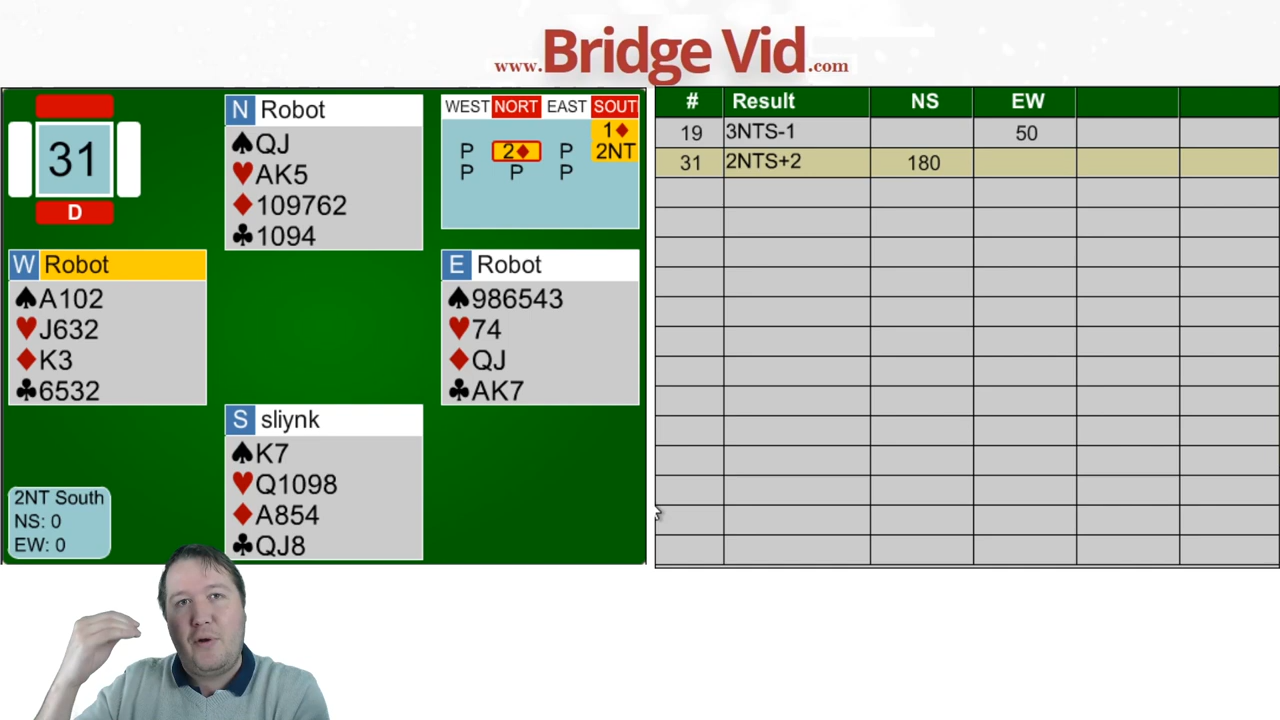 www.Bridge Vid.com
31
D
N Robot
♠QJ
♥AK5
♦109762
♣1094
WEST NORT EAST SOUT
1♦
P 2♦ P 2NT
P P P
W Robot
♠A102
♥J632
♦K3
♣6532
E Robot
♠986543
♥74
♦QJ
♣AK7
S sliynk
♠K7
♥Q1098
♦A854
♣QJ8
2NT South
NS: 0
EW: 0
# Result NS EW
19 3NTS-1 50
31 2NTS+2 180